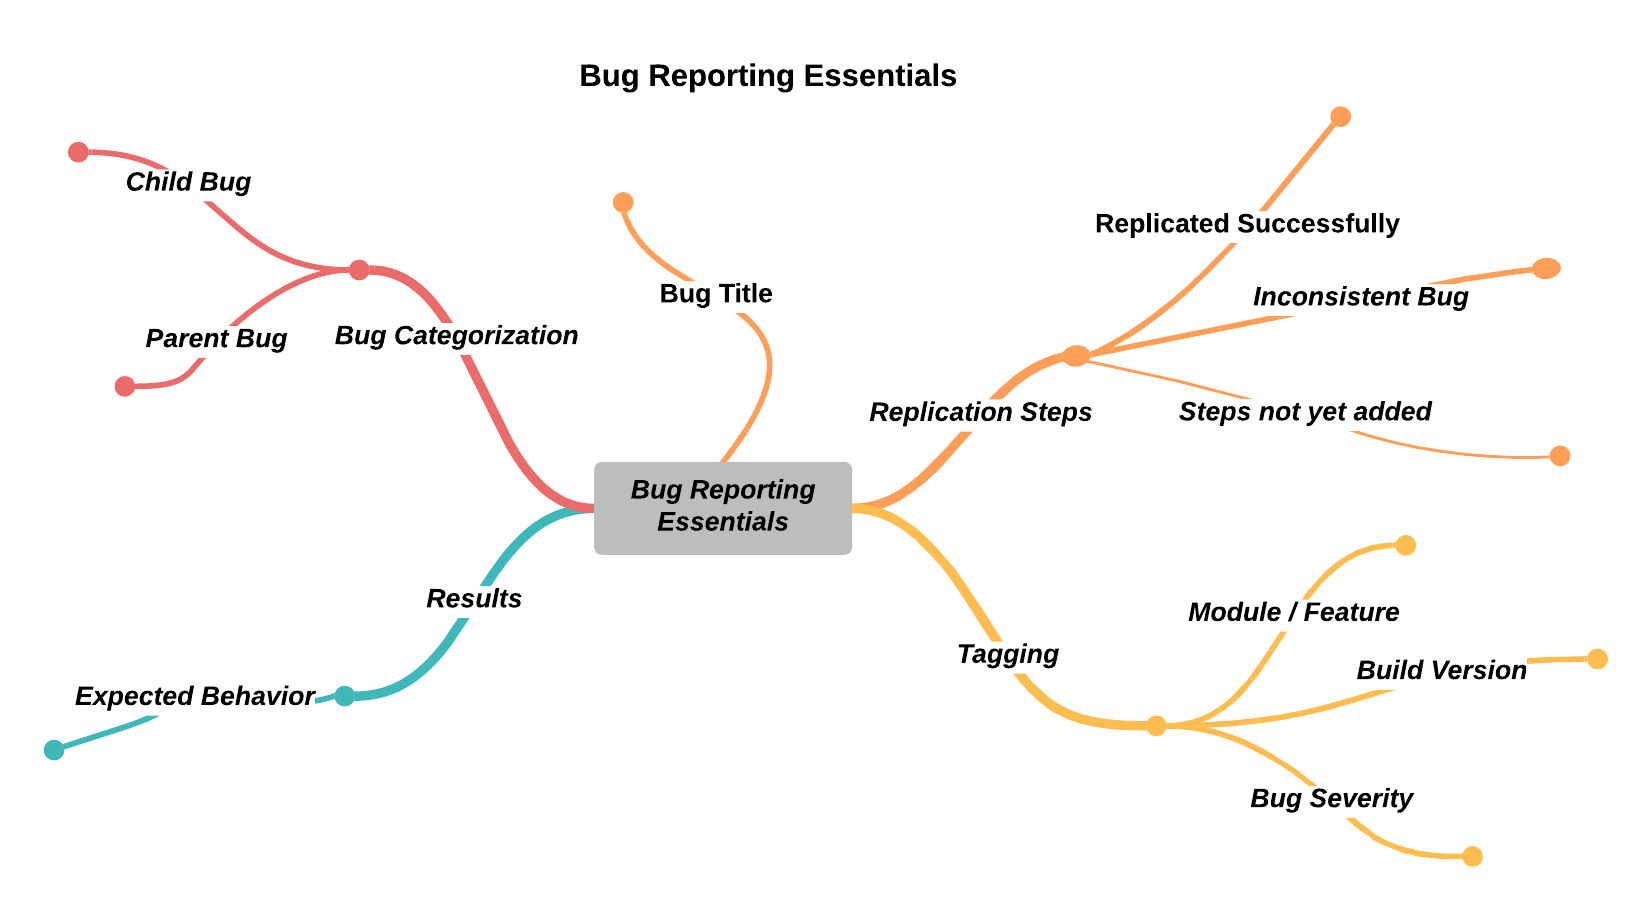 Bug Reporting Essentials
Child Bug
Parent Bug
Bug Categorization
Bug Title
Replicated Successfully
Inconsistent Bug
Replication Steps
Steps not yet added
Bug Reporting
Essentials
Results
Expected Behavior
Tagging
Module / Feature
Build Version
Bug Severity